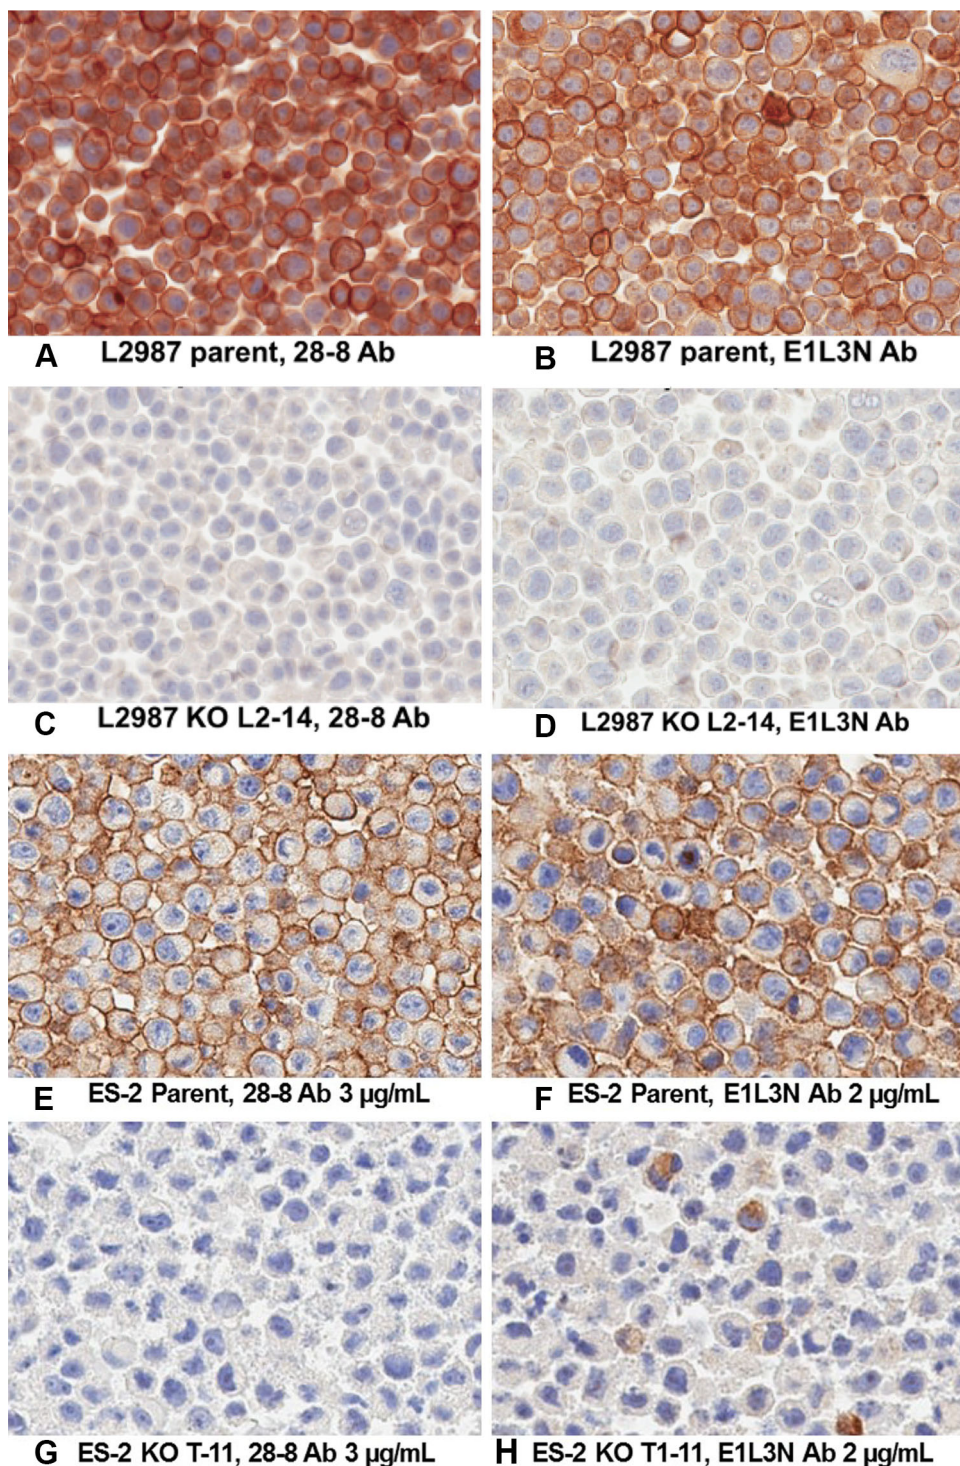 A L2987 parent, 28-8 Ab
B L2987 parent, E1L3N Ab
C L2987 KO L2-14, 28-8 Ab
D L2987 KO L2-14, E1L3N Ab
E ES-2 Parent, 28-8 Ab 3 µg/mL
F ES-2 Parent, E1L3N Ab 2 µg/mL
G ES-2 KO T-11, 28-8 Ab 3 µg/mL
H ES-2 KO T1-11, E1L3N Ab 2 µg/mL